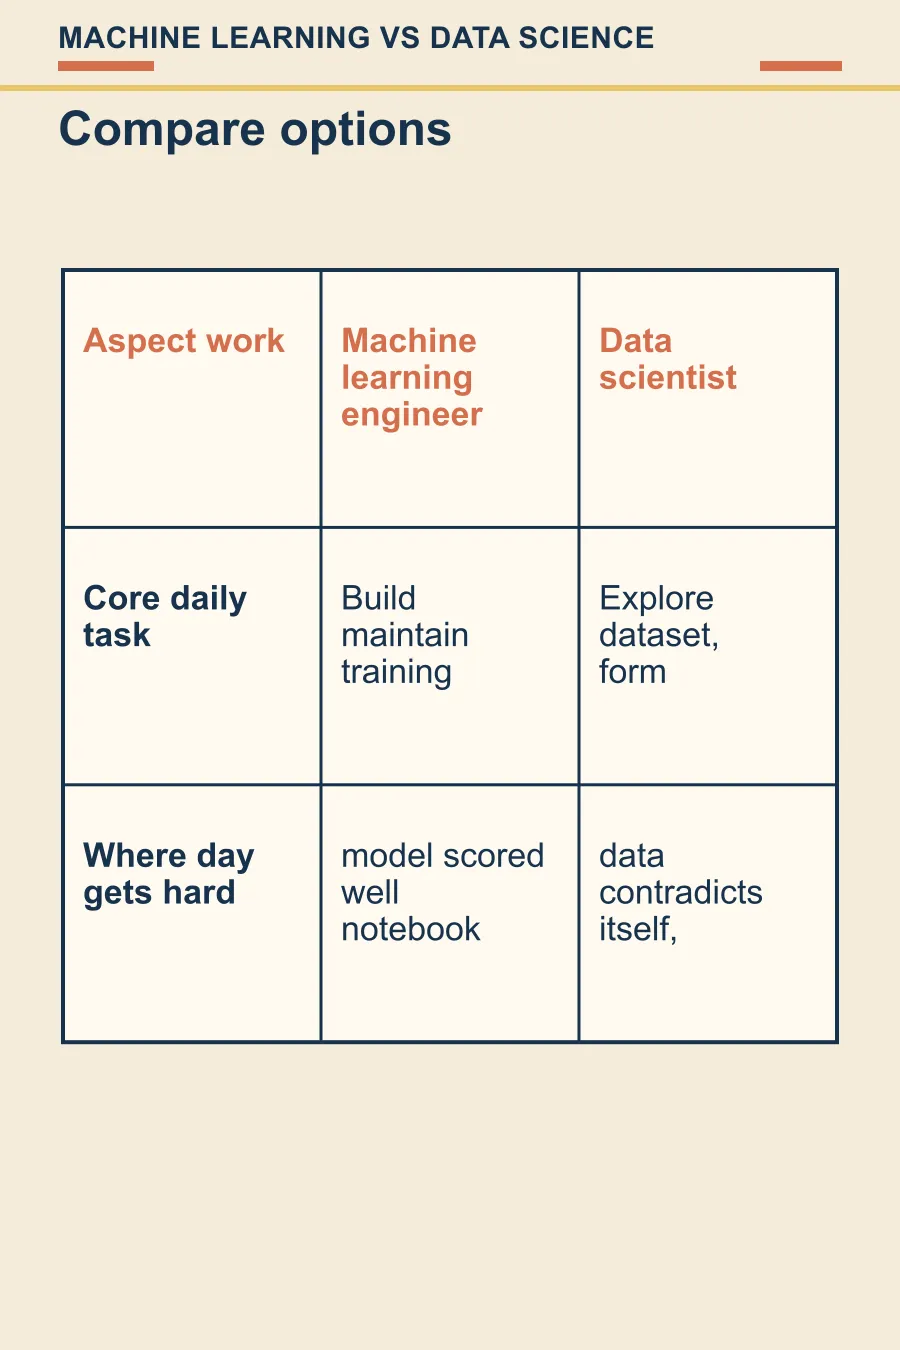 MACHINE LEARNING VS DATA SCIENCE
Compare options
Aspect work
Machine
learning
engineer
Data
scientist
Core daily
task
Build
maintain
training
Explore
dataset,
form
Where day
gets hard
model scored
well
notebook
data
contradicts
itself,